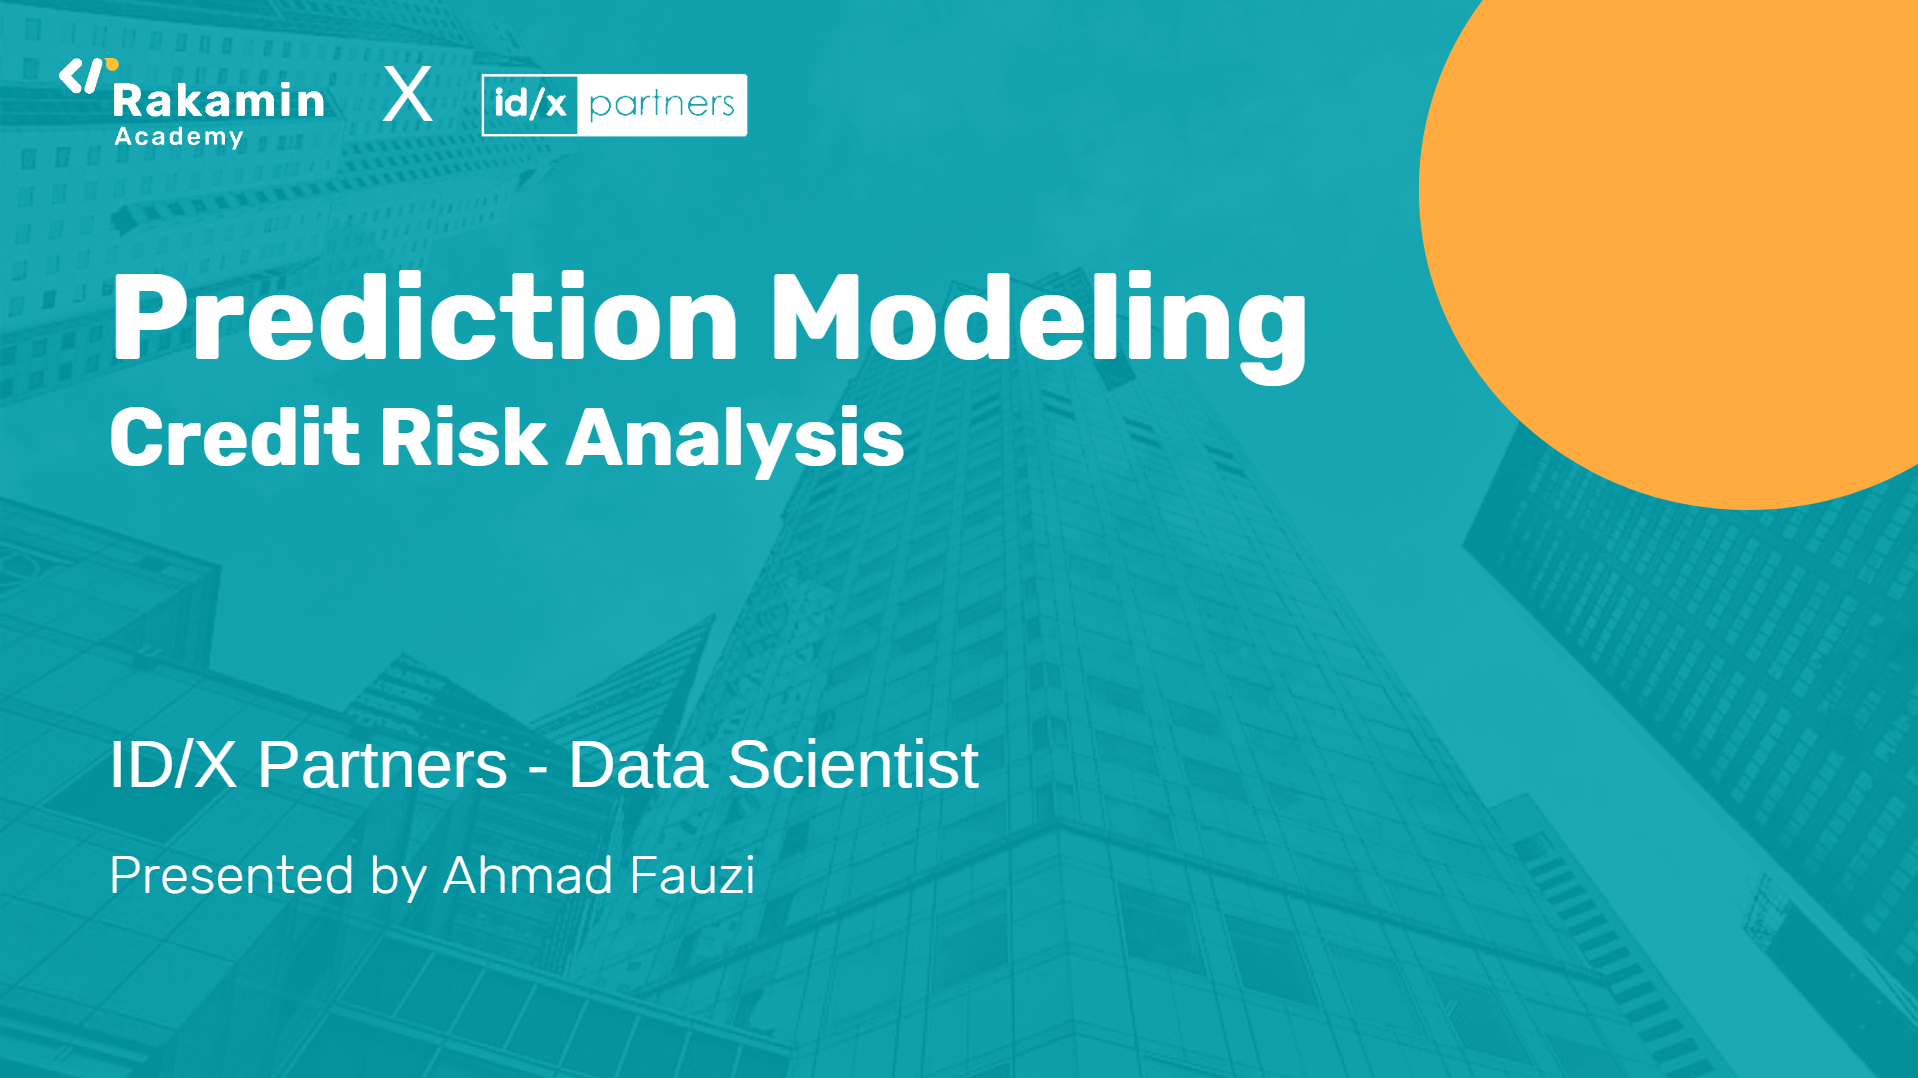 Rakamin
Academy
X
id/x partners
Prediction Modeling
Credit Risk Analysis
ID/X Partners - Data Scientist
Presented by Ahmad Fauzi